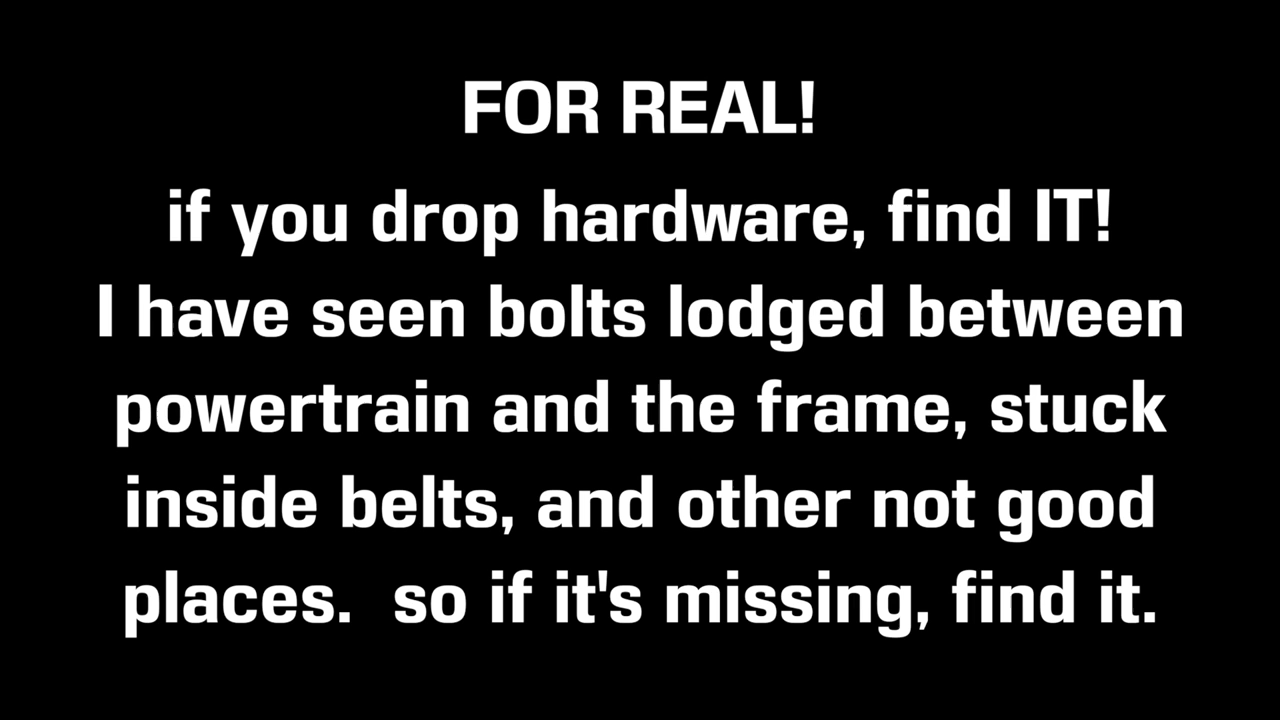 FOR REAL!
if you drop hardware, find IT!
I have seen bolts lodged between
powertrain and the frame, stuck
inside belts, and other not good
places.  so if it's missing, find it.